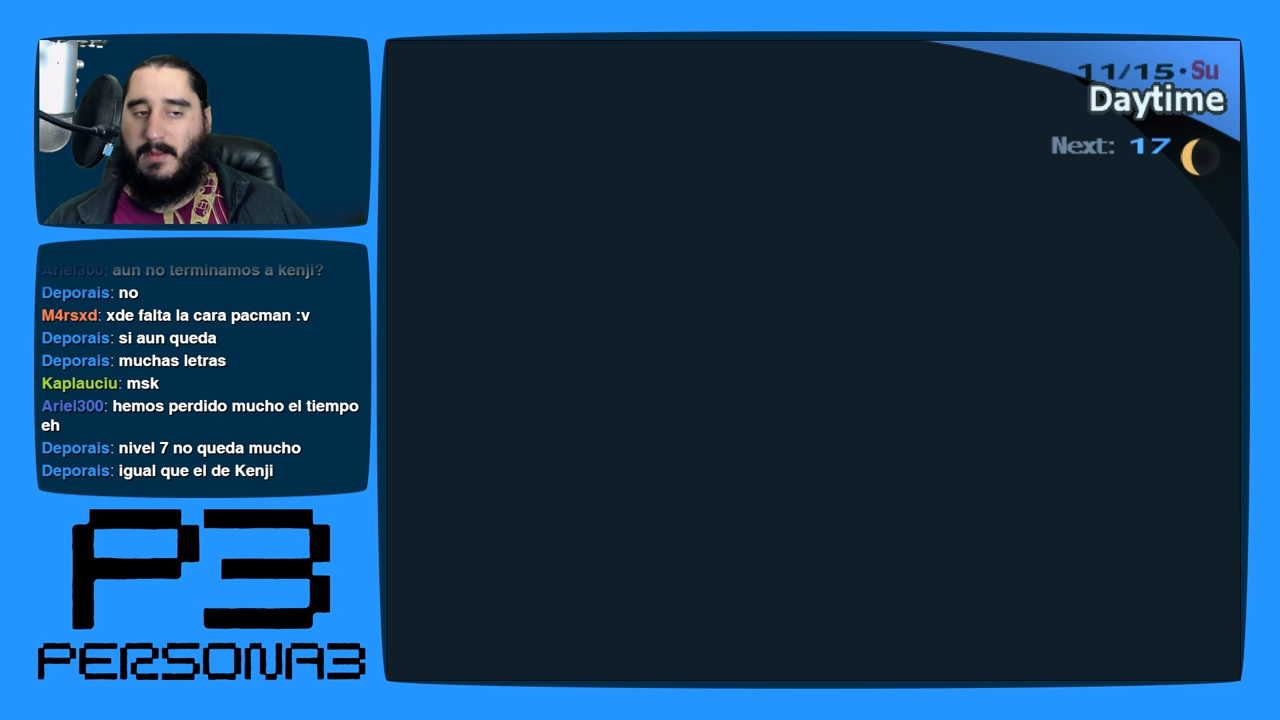 11/15·Su
Daytime
Next: 17
Ariel300: aun no terminamos a kenji?
Deporais: no
M4rsxd: xde falta la cara pacman :v
Deporais: si aun queda
Deporais: muchas letras
Kaplauciu: msk
Ariel300: hemos perdido mucho el tiempo
eh
Deporais: nivel 7 no queda mucho
Deporais: igual que el de Kenji
P3
PERSONA3